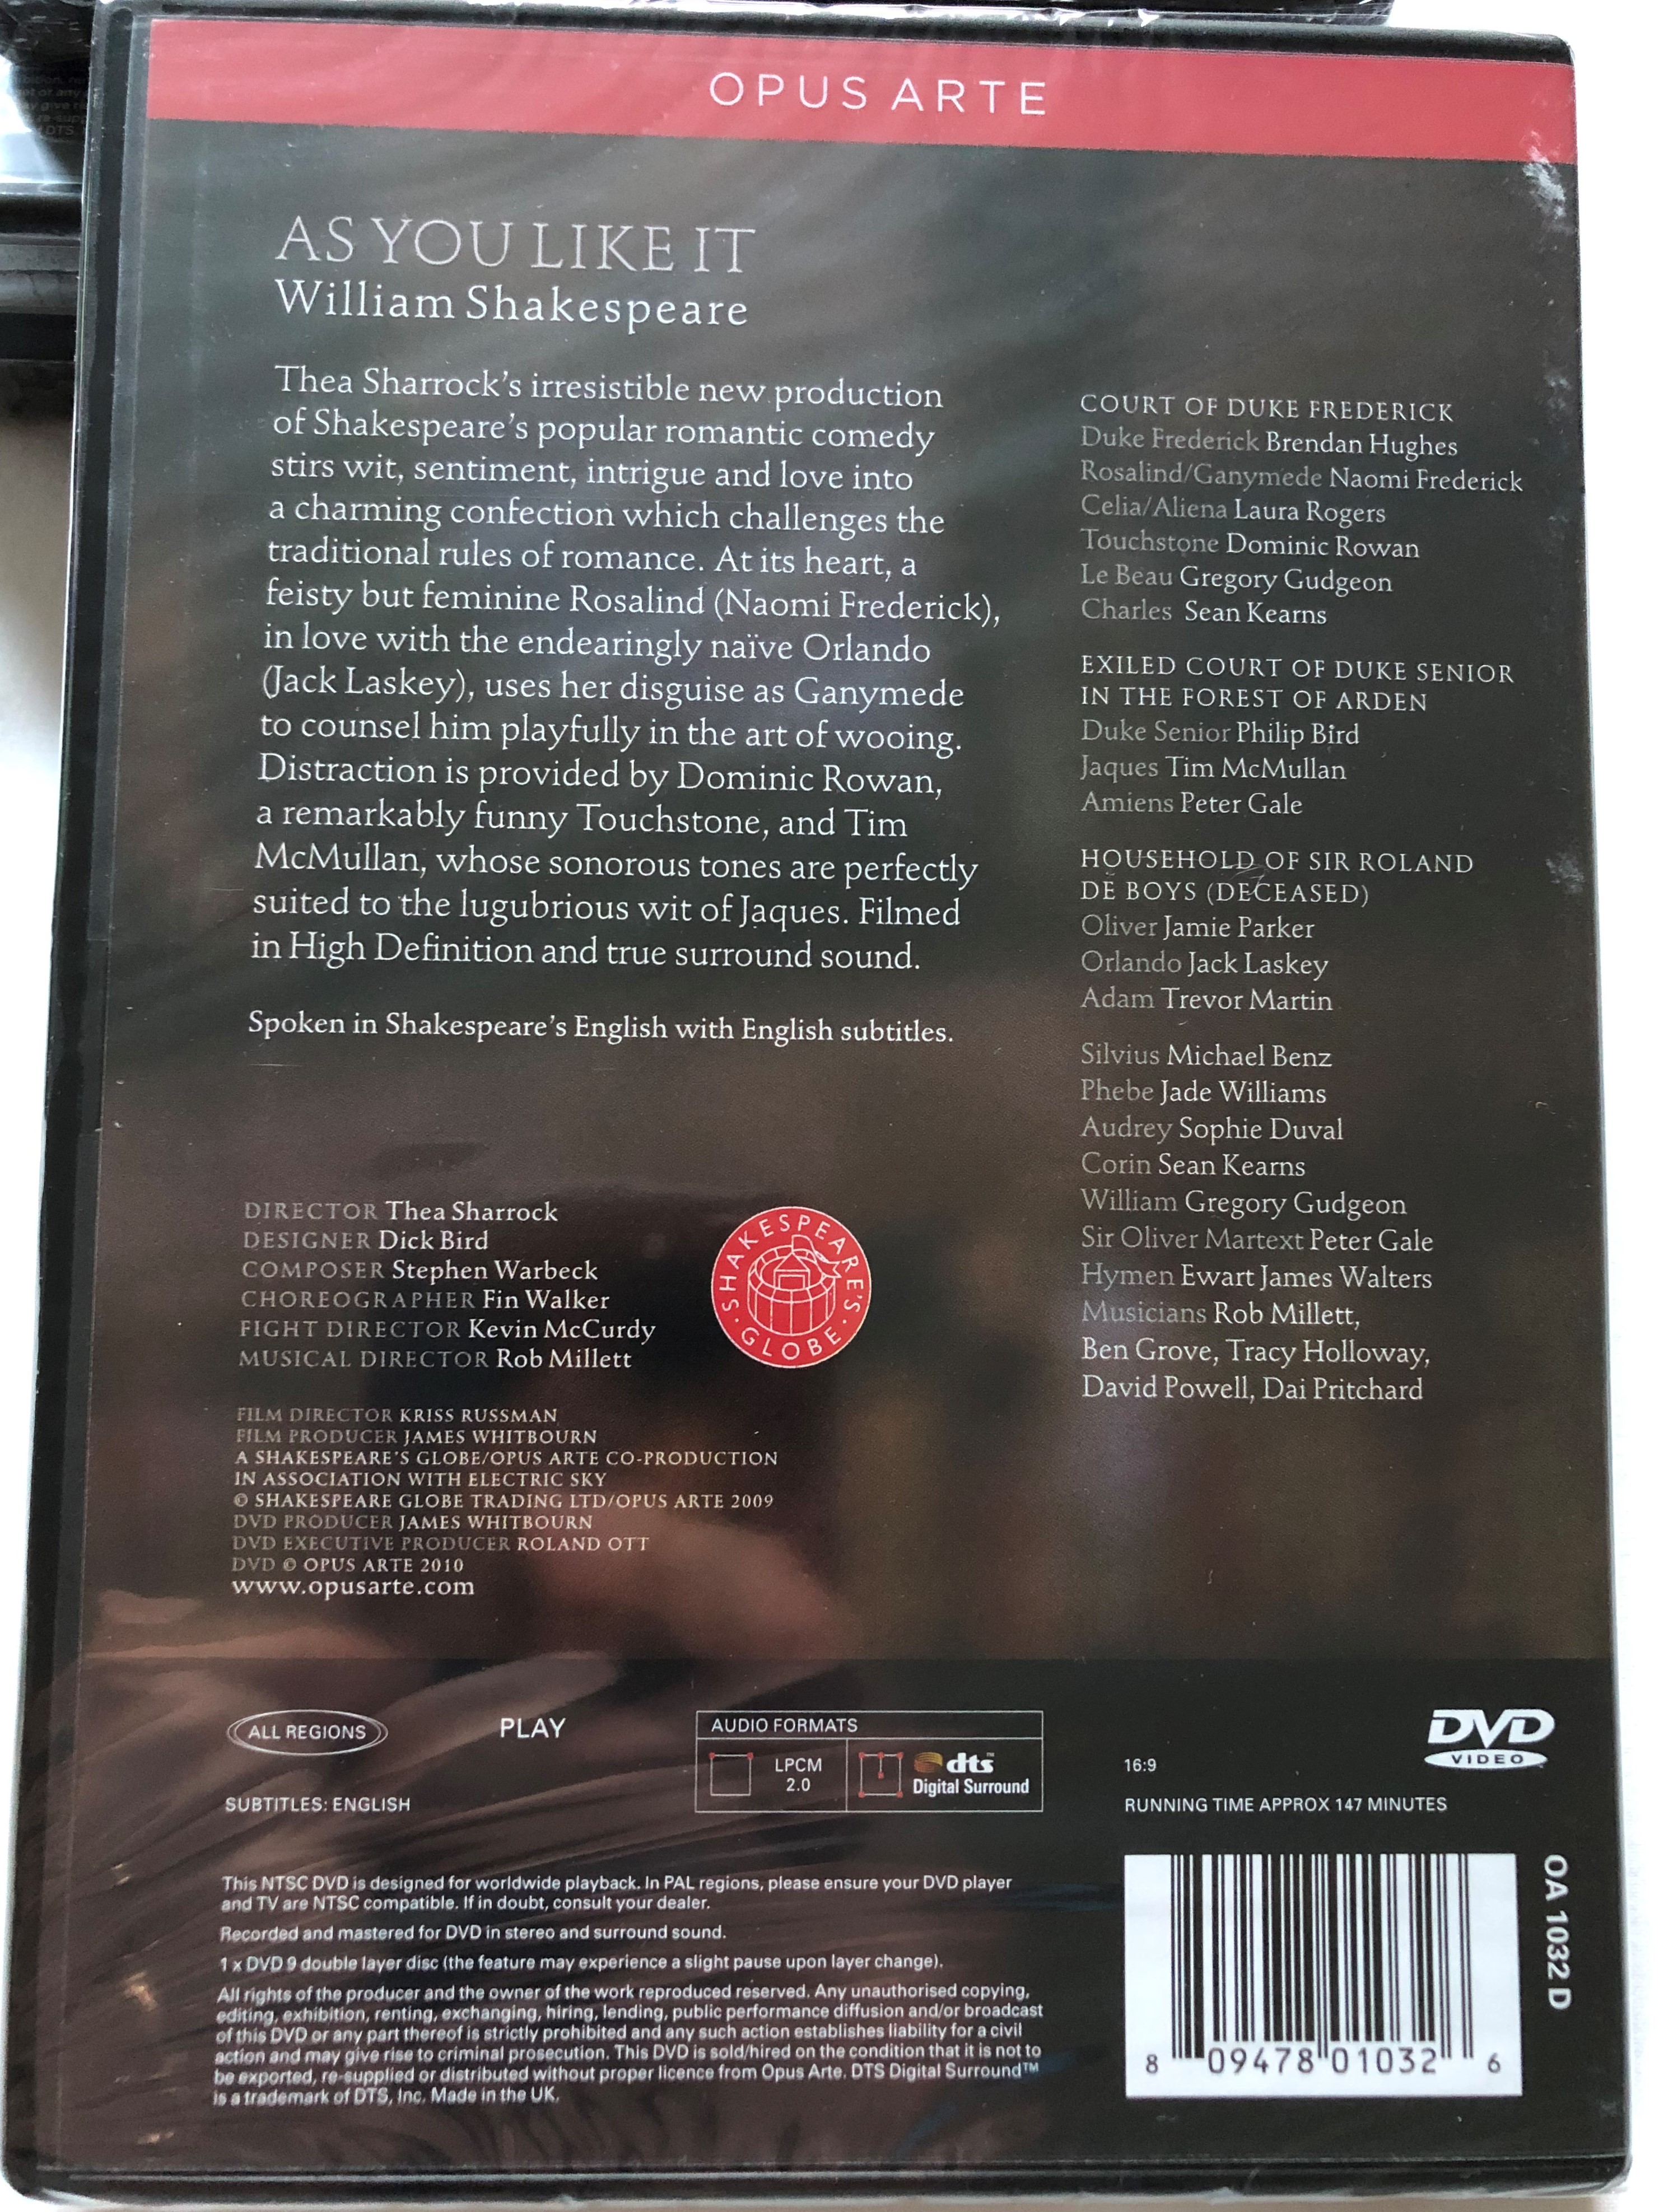 OPUS ARTE
AS YOU LIKE IT
William Shakespeare
Thea Sharrock's irresistible new production
of Shakespeare's popular romantic comedy
stirs wit, sentiment, intrigue and love into
a charming confection which challenges the
traditional rules of romance. At its heart, a
feisty but feminine Rosalind (Naomi Frederick),
in love with the endearingly naïve Orlando
(Jack Laskey), uses her disguise as Ganymede
to counsel him playfully in the art of wooing.
Distraction is provided by Dominic Rowan,
a remarkably funny Touchstone, and Tim
McMullan, whose sonorous tones are perfectly
suited to the lugubrious wit of Jaques. Filmed
in High Definition and true surround sound.
Spoken in Shakespeare's English with English subtitles.
DIRECTOR Thea Sharrock
DESIGNER Dick Bird
COMPOSER Stephen Warbeck
CHOREOGRAPHER Fin Walker
FIGHT DIRECTOR Kevin McCurdy
MUSICAL DIRECTOR Rob Millett
SHAKESPEARE'S · GLOBE ·
FILM DIRECTOR KRISS RUSSMAN
FILM PRODUCER JAMES WHITBOURN
A SHAKESPEARE'S GLOBE/OPUS ARTE CO-PRODUCTION
IN ASSOCIATION WITH ELECTRIC SKY
© SHAKESPEARE GLOBE TRADING LTD/OPUS ARTE 2009
DVD PRODUCER JAMES WHITBOURN
DVD EXECUTIVE PRODUCER ROLAND OTT
DVD © OPUS ARTE 2010
www.opusarte.com
COURT OF DUKE FREDERICK
Duke Frederick Brendan Hughes
Rosalind/Ganymede Naomi Frederick
Celia/Aliena Laura Rogers
Touchstone Dominic Rowan
Le Beau Gregory Gudgeon
Charles Sean Kearns
EXILED COURT OF DUKE SENIOR
IN THE FOREST OF ARDEN
Duke Senior Philip Bird
Jaques Tim McMullan
Amiens Peter Gale
HOUSEHOLD OF SIR ROLAND
DE BOYS (DECEASED)
Oliver Jamie Parker
Orlando Jack Laskey
Adam Trevor Martin
Silvius Michael Benz
Phebe Jade Williams
Audrey Sophie Duval
Corin Sean Kearns
William Gregory Gudgeon
Sir Oliver Martext Peter Gale
Hymen Ewart James Walters
Musicians Rob Millett,
Ben Grove, Tracy Holloway,
David Powell, Dai Pritchard
ALL REGIONS
PLAY
SUBTITLES: ENGLISH
AUDIO FORMATS
LPCM
2.0
dts
Digital Surround
16:9
DVD
VIDEO
RUNNING TIME APPROX 147 MINUTES
This NTSC DVD is designed for worldwide playback. In PAL regions, please ensure your DVD player
and TV are NTSC compatible. If in doubt, consult your dealer.
Recorded and mastered for DVD in stereo and surround sound.
1 x DVD 9 double layer disc (the feature may experience a slight pause upon layer change).
All rights of the producer and the owner of the work reproduced reserved. Any unauthorised copying,
editing, exhibition, renting, exchanging, hiring, lending, public performance diffusion and/or broadcast
of this DVD or any part thereof is strictly prohibited and any such action establishes liability for a civil
action and may give rise to criminal prosecution. This DVD is sold/hired on the condition that it is not to
be exported, re-supplied or distributed without proper licence from Opus Arte. DTS Digital Surround™
is a trademark of DTS, Inc. Made in the UK.
8 09478 01032 6
OA 1032 D